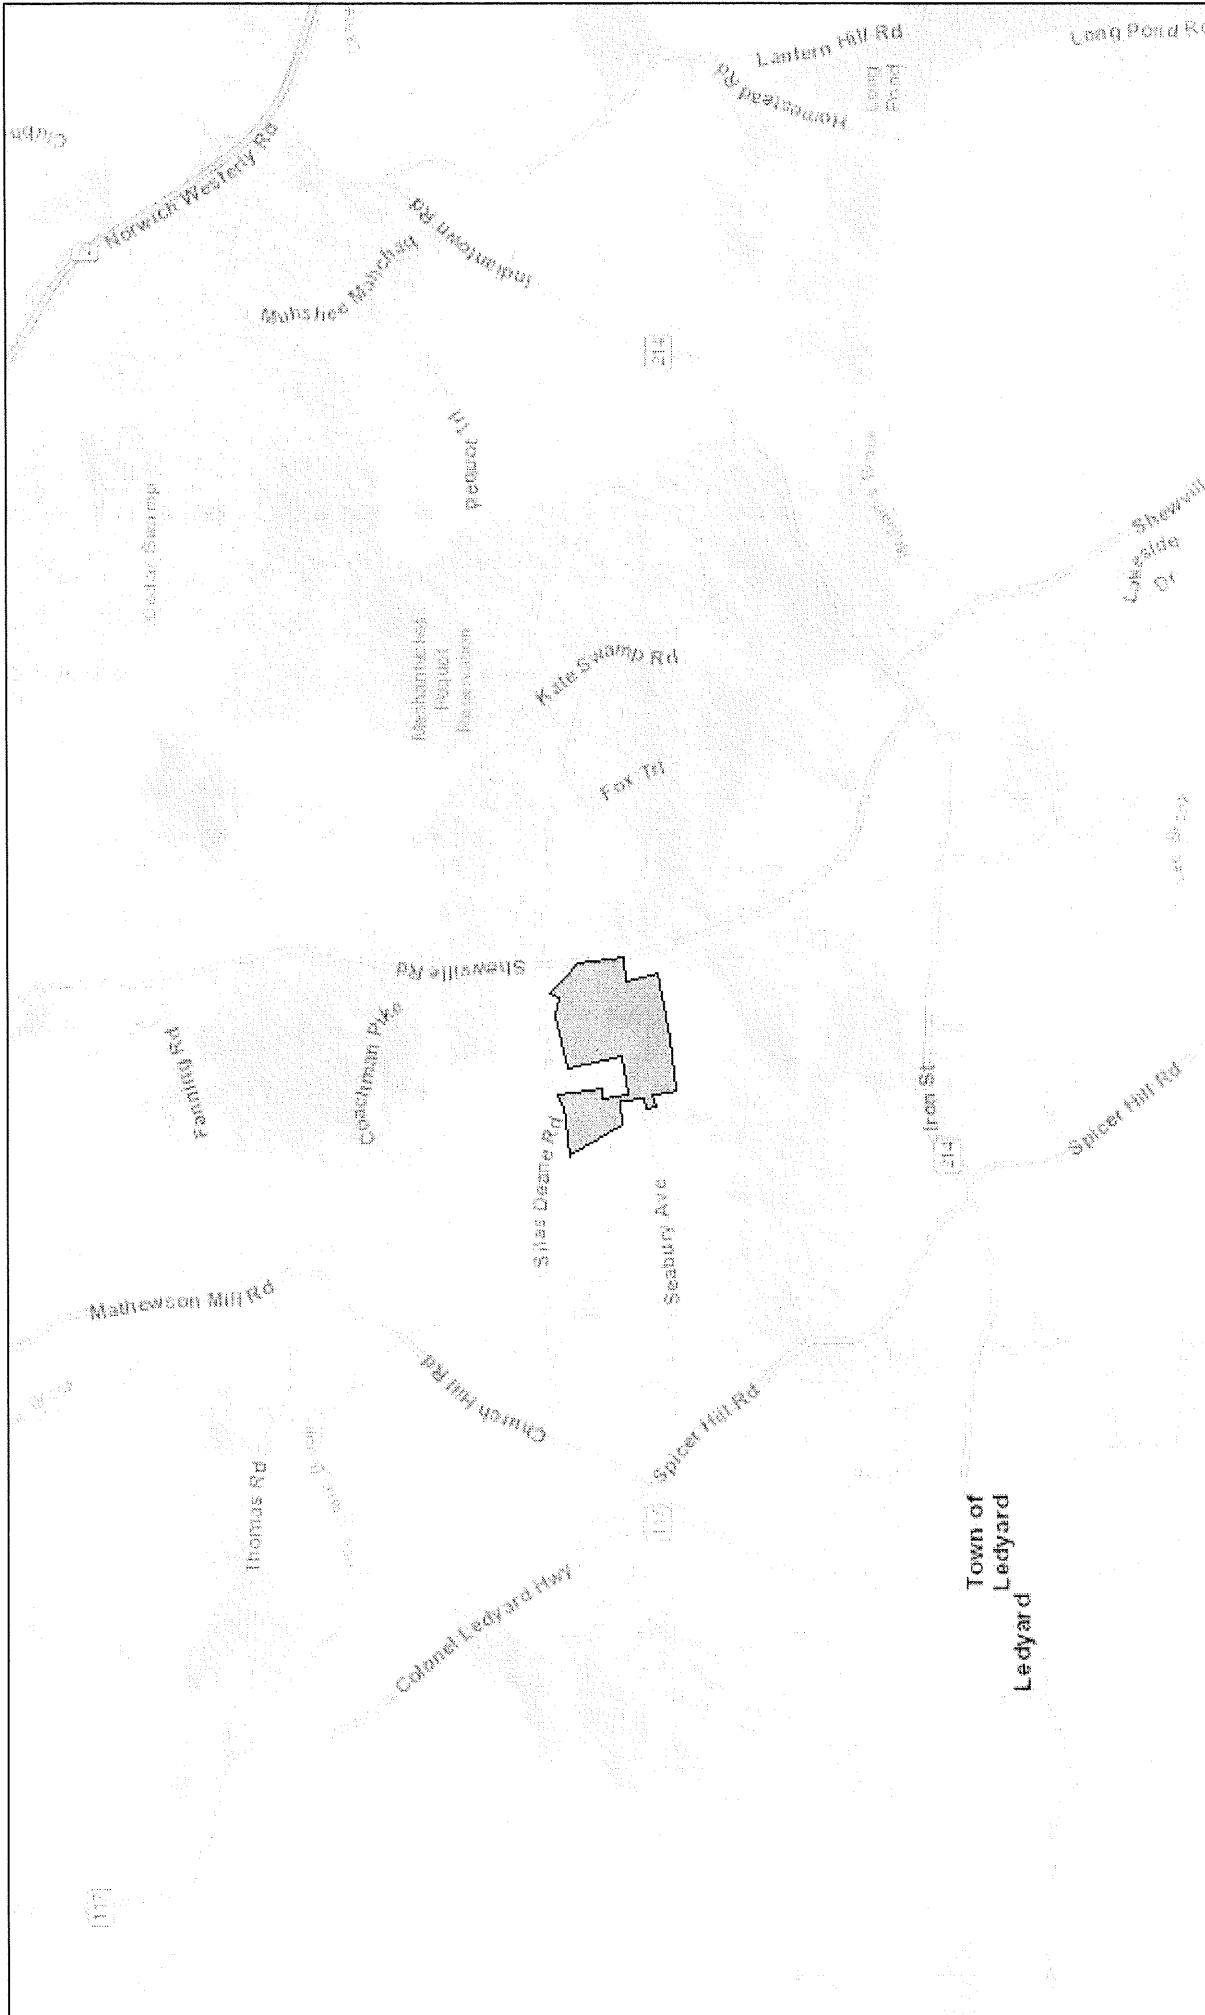 Lantern Hill Rd
Long Pond Rd
Homestead Rd
Long
Pond
Norwich Westerly Rd
Indiantown Rd
214
Pequot Trl
Cedar Swamp
Shewvill
Lakeside
Dr
Mashantucket
Pequot
Reservation
Kate Swamp Rd
Fox Trl
Shewville Rd
Coachman Pike
Fanning Rd
Iron St
214
Spicer Hill Rd
Silas Deane Rd
Seabury Ave
Mathewson Mill Rd
Church Hill Rd
Spicer Hill Rd
117
Thomas Rd
Colonel Ledyard Hwy
Town of
Ledyard
Ledyard
117